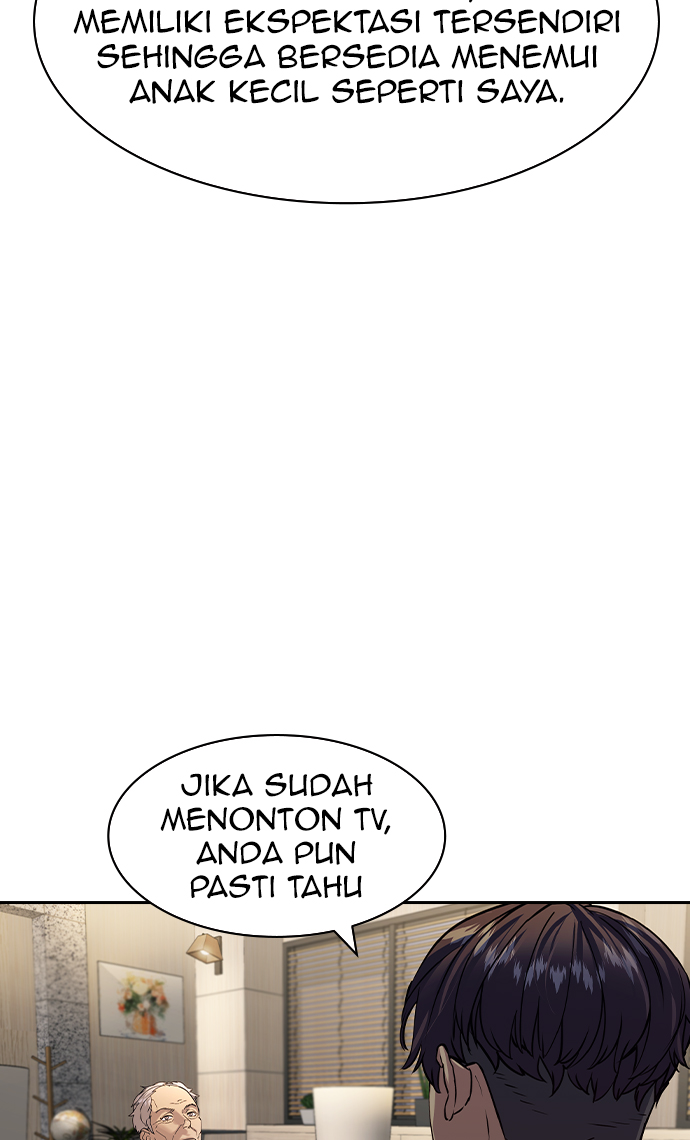 MEMILIKI EKSPEKTASI TERSENDIRI
SEHINGGA BERSEDIA MENEMUI
ANAK KECIL SEPERTI SAYA.
JIKA SUDAH
MENONTON TV,
ANDA PUN
PASTI TAHU